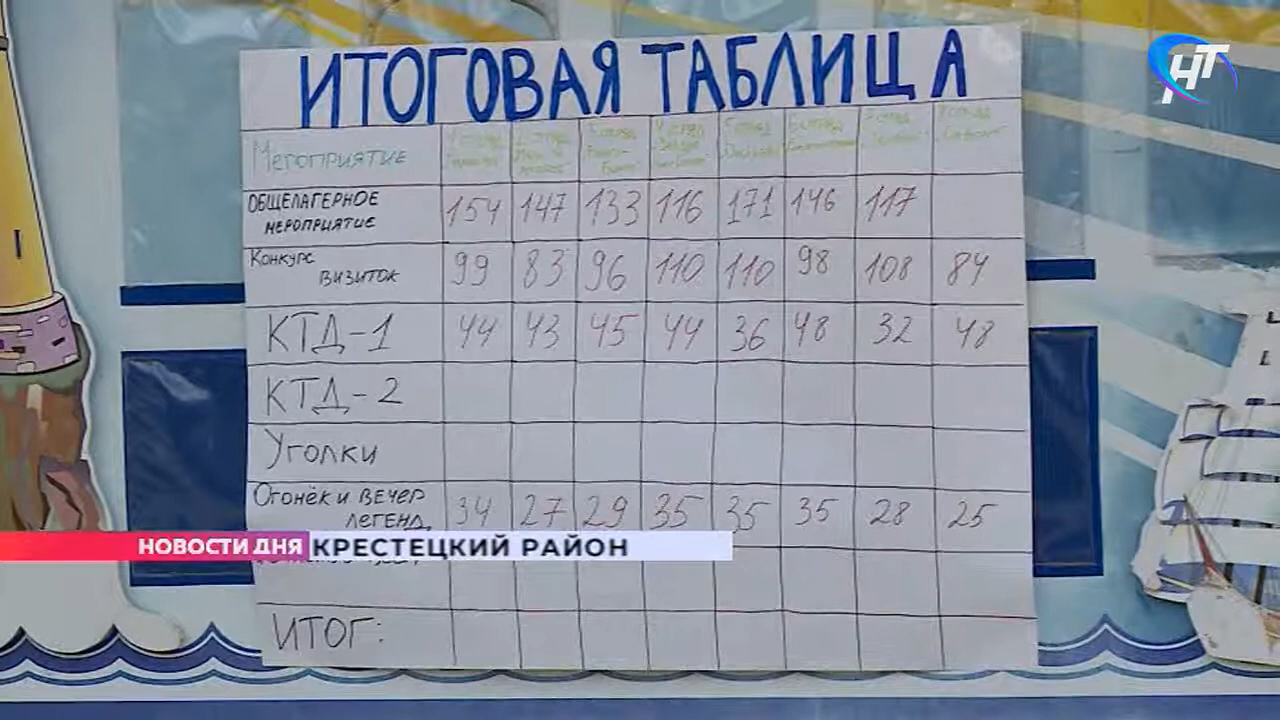 НТ
ИТОГОВАЯ ТАБЛИЦА
Мероприятие
ОБЩЕЛАГЕРНОЕ
МЕРОПРИЯТИЕ 154 147 133 116 171 146 117
Конкурс
ВИЗИТОК 99 83 96 110 110 98 108 84
КТД-1 44 43 45 44 36 48 32 48
КТД-2
Уголки
Огонёк и ВЕЧЕР
ЛЕГЕНД, 34 27 29 35 35 35 28 25
НОВОСТИ ДНЯ КРЕСТЕЦКИЙ РАЙОН
ИТОГ: